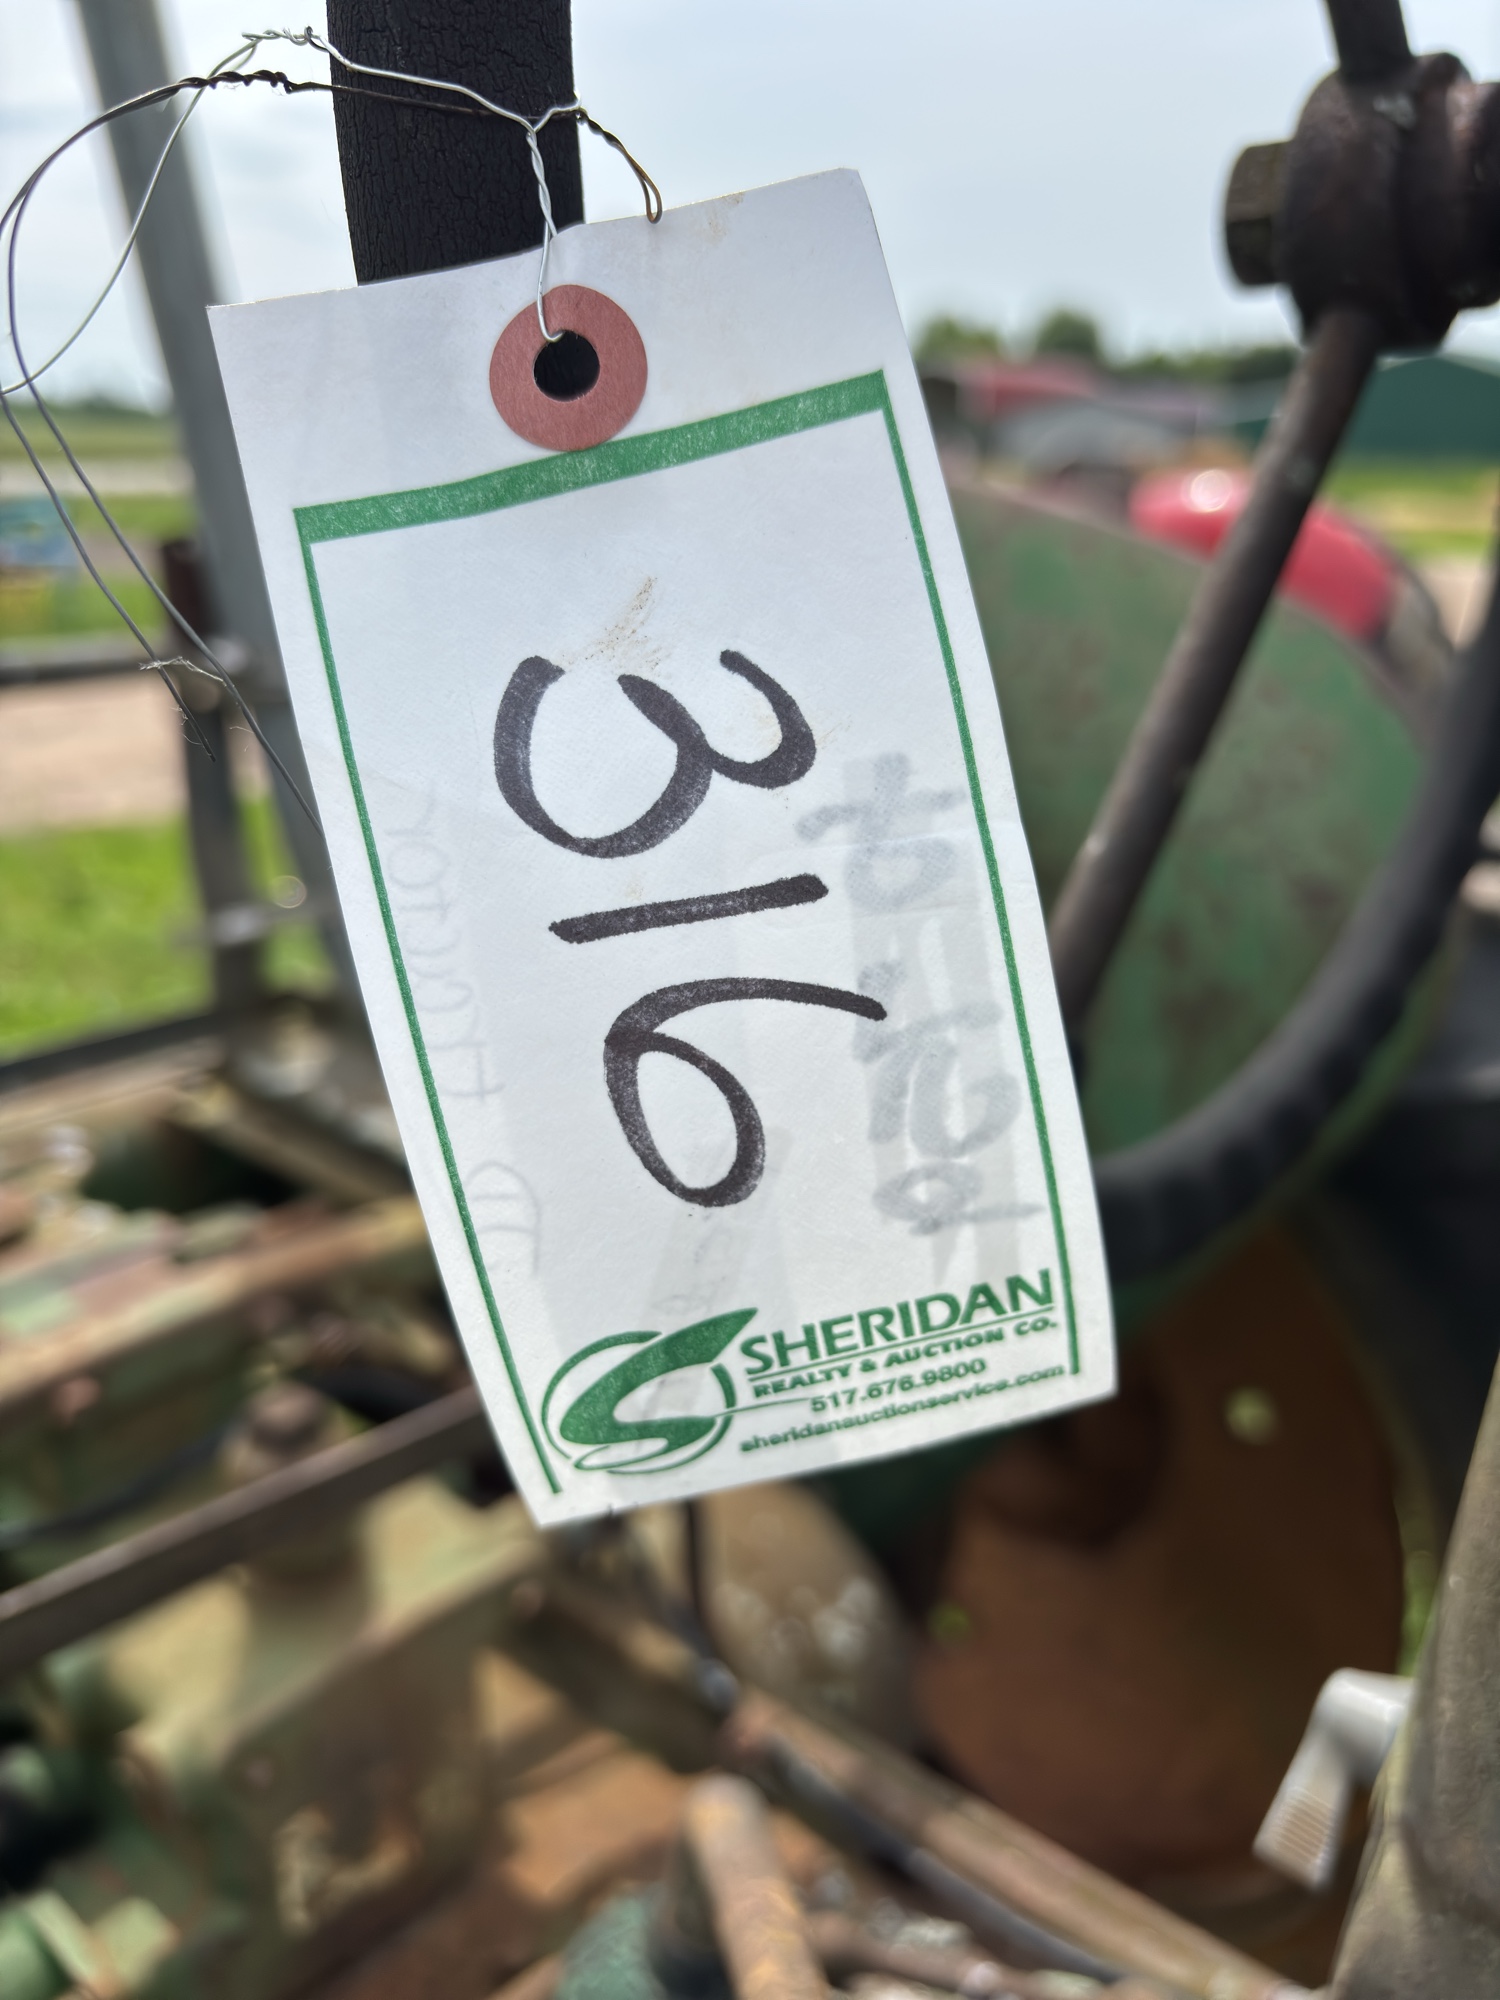 316
SHERIDAN
REALTY & AUCTION CO.
517.676.9800
sheridanauctionservice.com